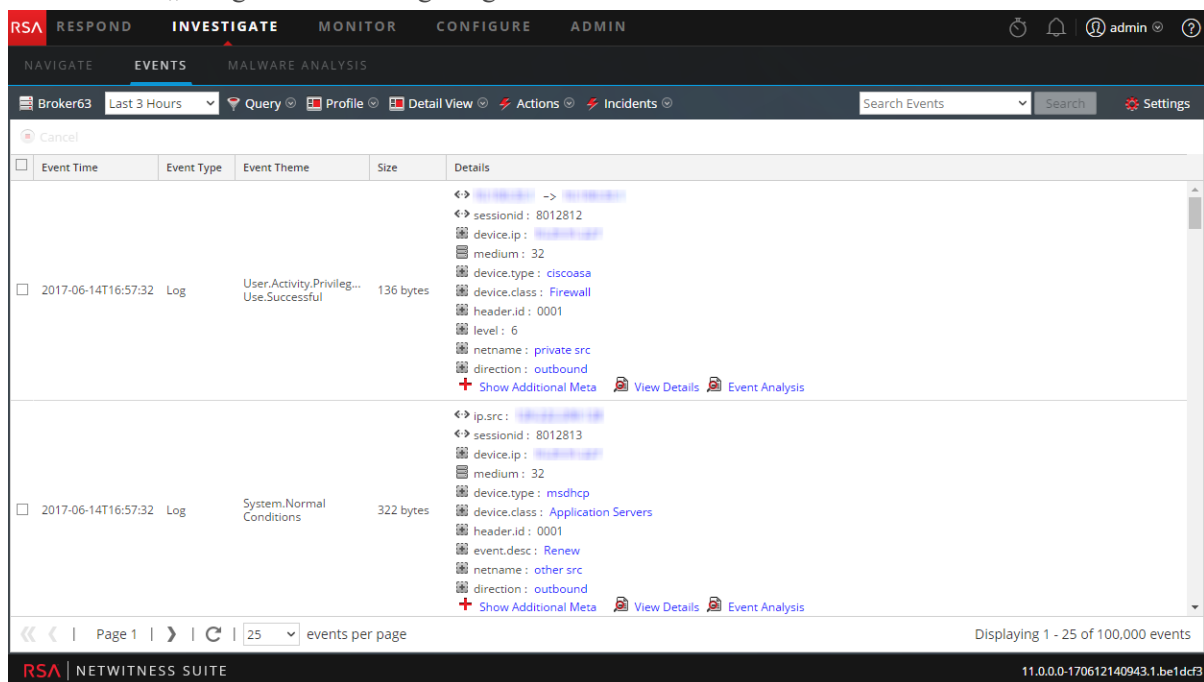 RSA RESPOND INVESTIGATE MONITOR CONFIGURE ADMIN admin ?
NAVIGATE EVENTS MALWARE ANALYSIS
Broker63 Last 3 Hours Query Profile Detail View Actions Incidents Search Events Search Settings
Cancel
Event Time Event Type Event Theme Size Details
->
sessionid : 8012812
device.ip :
medium : 32
device.type : ciscoasa
device.class : Firewall
header.id : 0001
level : 6
netname : private src
direction : outbound
Show Additional Meta View Details Event Analysis
2017-06-14T16:57:32 Log User.Activity.Privileg... 136 bytes
Use.Successful
ip.src :
sessionid : 8012813
device.ip :
medium : 32
device.type : msdhcp
device.class : Application Servers
header.id : 0001
event.desc : Renew
netname : other src
direction : outbound
Show Additional Meta View Details Event Analysis
2017-06-14T16:57:32 Log System.Normal 322 bytes
Conditions
Page 1 | 25 events per page Displaying 1 - 25 of 100,000 events
RSA NETWITNESS SUITE 11.0.0.0-170612140943.1.be1dcf3